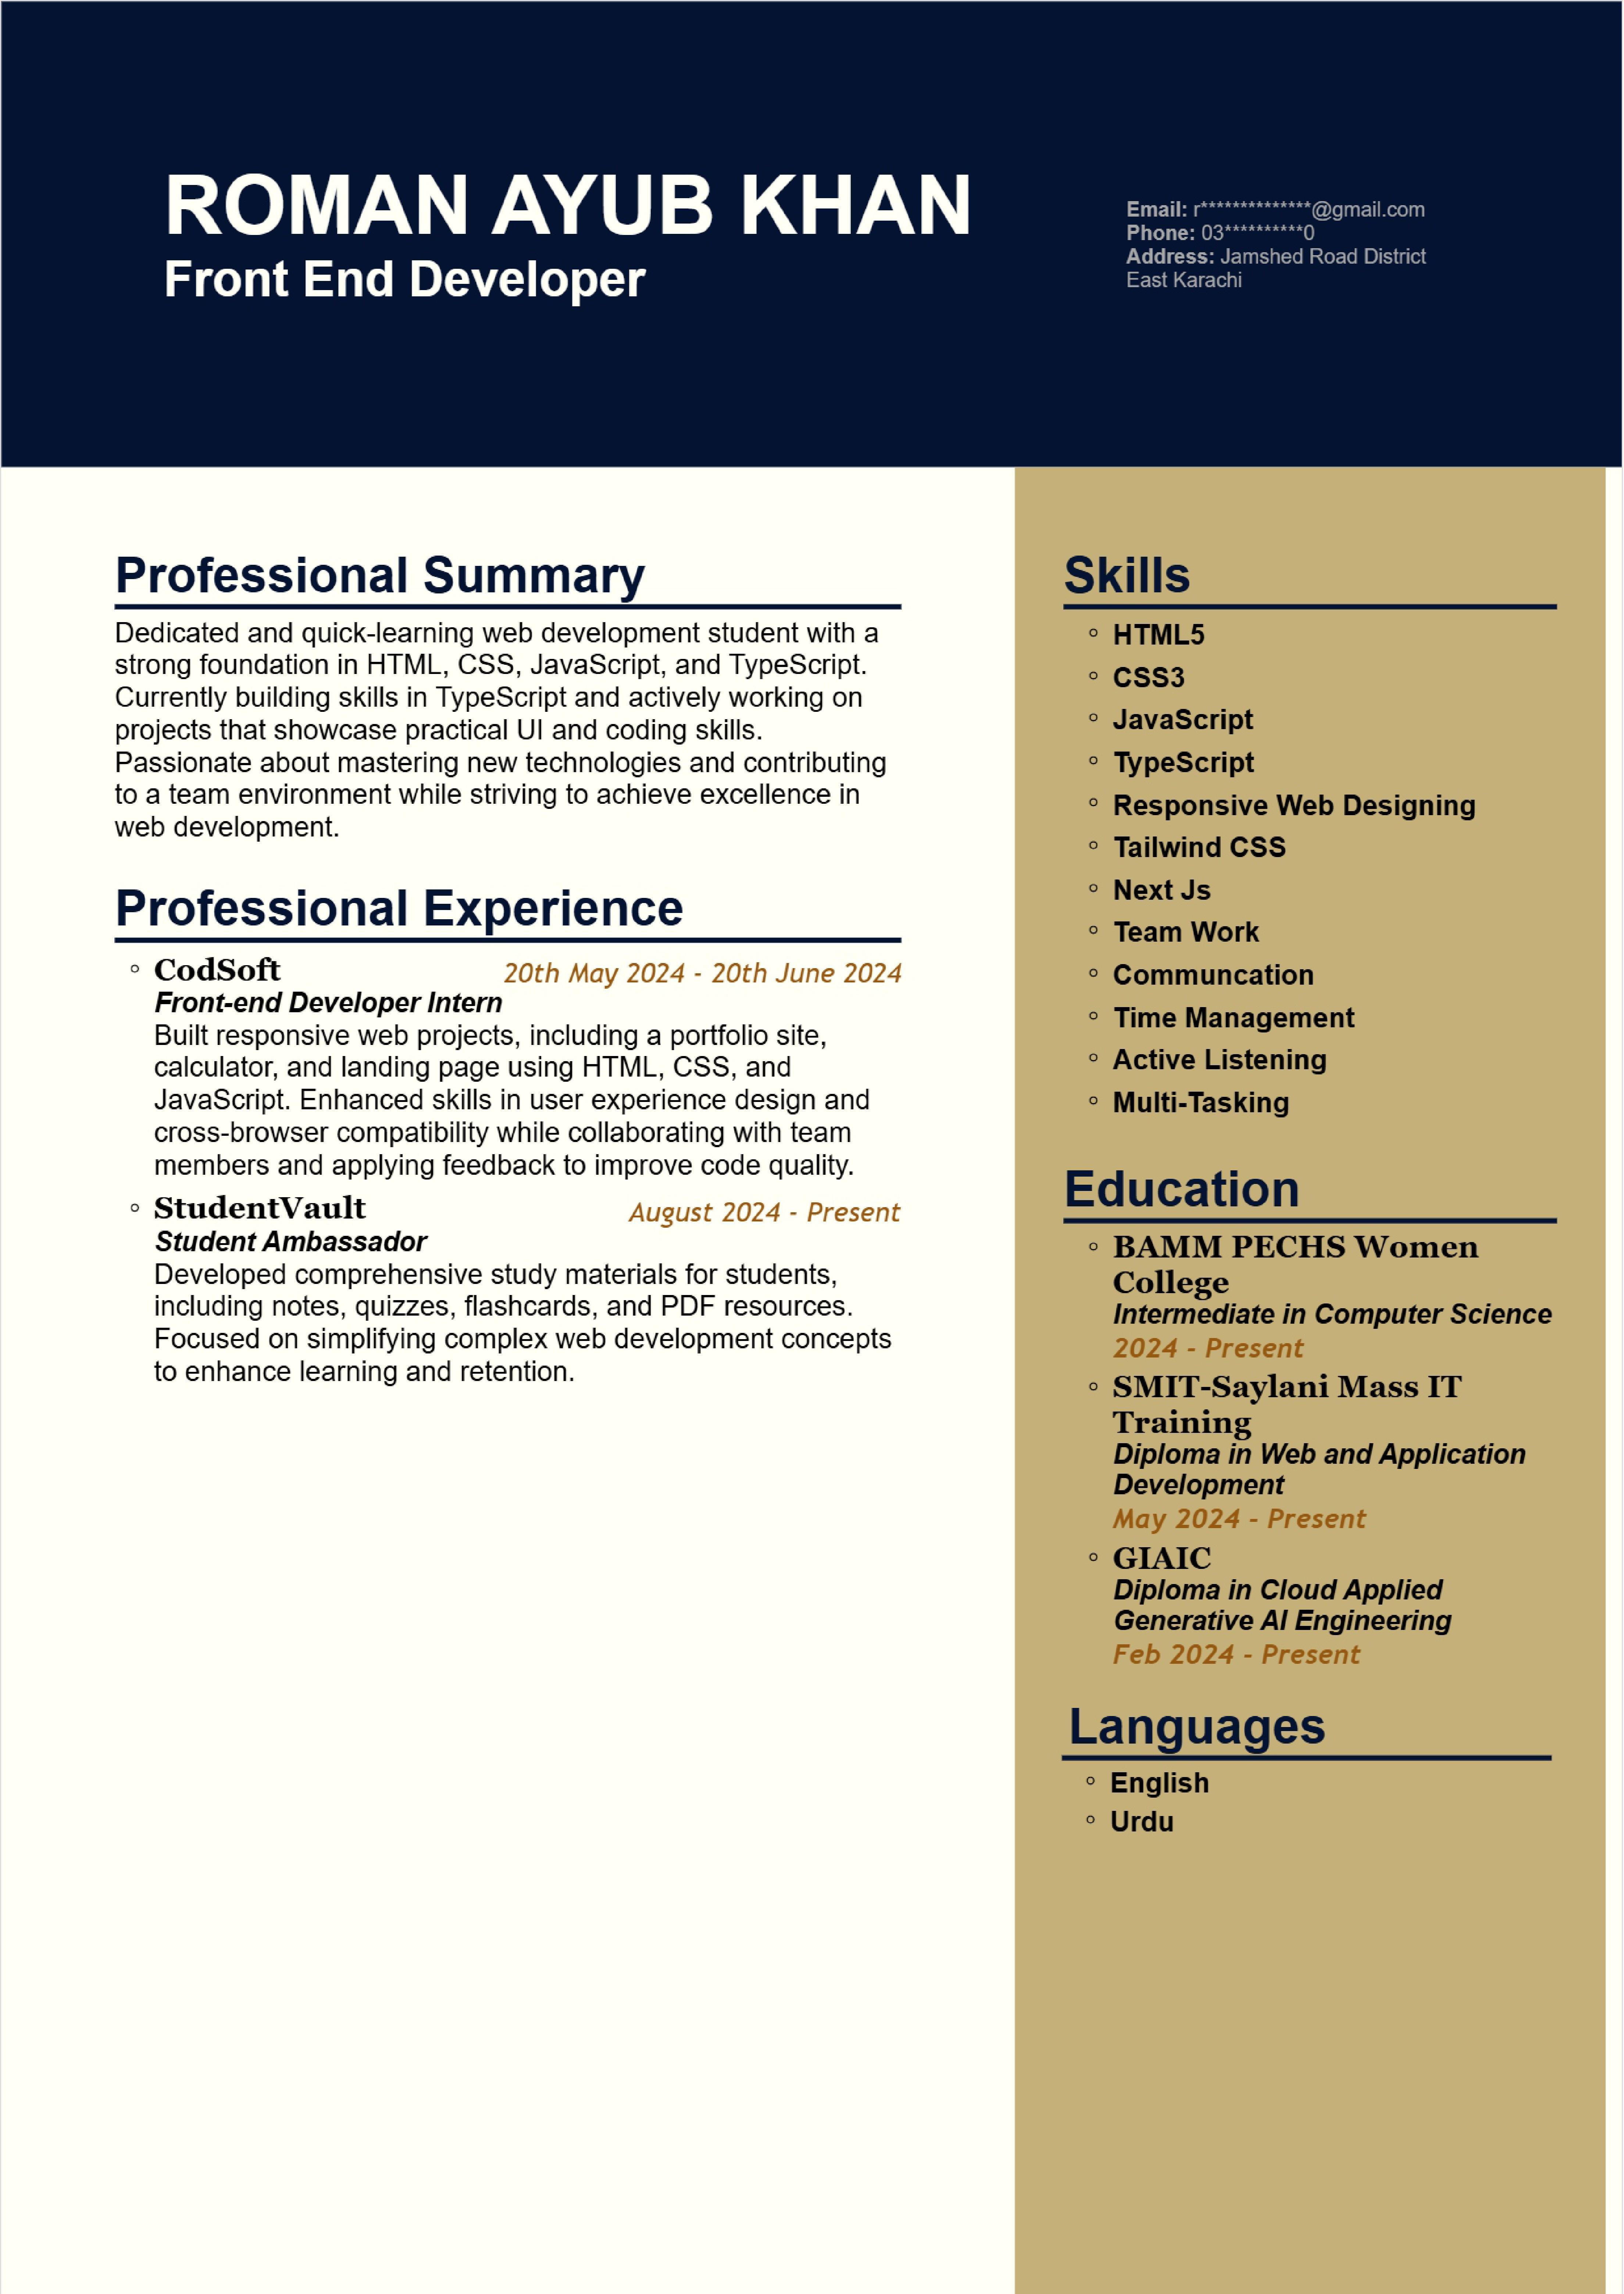 ROMAN AYUB KHAN
Front End Developer
Email: r**************@gmail.com
Phone: 03**********0
Address: Jamshed Road District
East Karachi
Professional Summary
Dedicated and quick-learning web development student with a
strong foundation in HTML, CSS, JavaScript, and TypeScript.
Currently building skills in TypeScript and actively working on
projects that showcase practical UI and coding skills.
Passionate about mastering new technologies and contributing
to a team environment while striving to achieve excellence in
web development.
Professional Experience
◦ CodSoft 20th May 2024 - 20th June 2024
Front-end Developer Intern
Built responsive web projects, including a portfolio site,
calculator, and landing page using HTML, CSS, and
JavaScript. Enhanced skills in user experience design and
cross-browser compatibility while collaborating with team
members and applying feedback to improve code quality.
◦ StudentVault August 2024 - Present
Student Ambassador
Developed comprehensive study materials for students,
including notes, quizzes, flashcards, and PDF resources.
Focused on simplifying complex web development concepts
to enhance learning and retention.
Skills
◦ HTML5
◦ CSS3
◦ JavaScript
◦ TypeScript
◦ Responsive Web Designing
◦ Tailwind CSS
◦ Next Js
◦ Team Work
◦ Communcation
◦ Time Management
◦ Active Listening
◦ Multi-Tasking
Education
◦ BAMM PECHS Women
College
Intermediate in Computer Science
2024 - Present
◦ SMIT-Saylani Mass IT
Training
Diploma in Web and Application
Development
May 2024 - Present
◦ GIAIC
Diploma in Cloud Applied
Generative AI Engineering
Feb 2024 - Present
Languages
◦ English
◦ Urdu